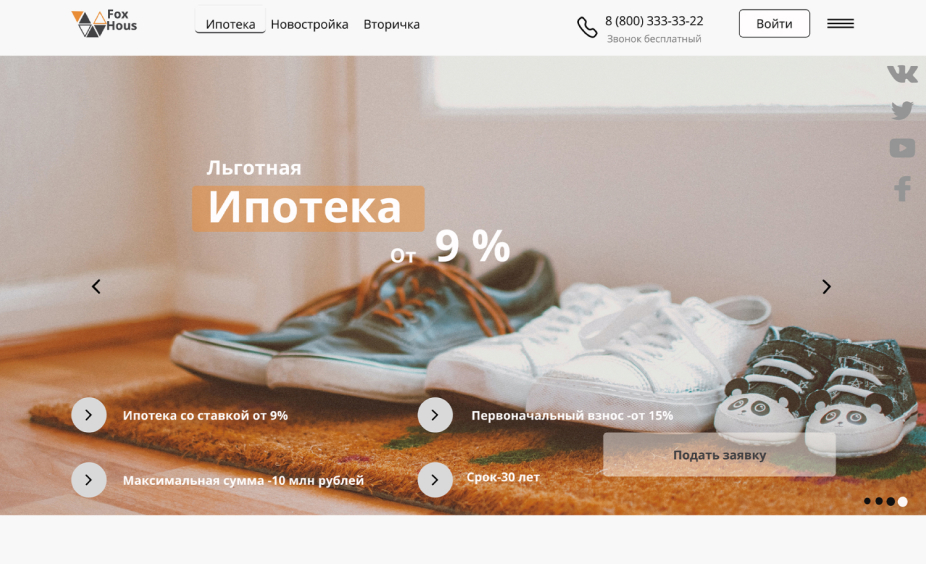 Fox
Hous
Ипотека
Новостройка
Вторичка
8 (800) 333-33-22
Звонок бесплатный
Войти
Льготная
Ипотека
От 9 %
Ипотека со ставкой от 9%
Первоначальный взнос -от 15%
Подать заявку
Максимальная сумма -10 млн рублей
Срок-30 лет